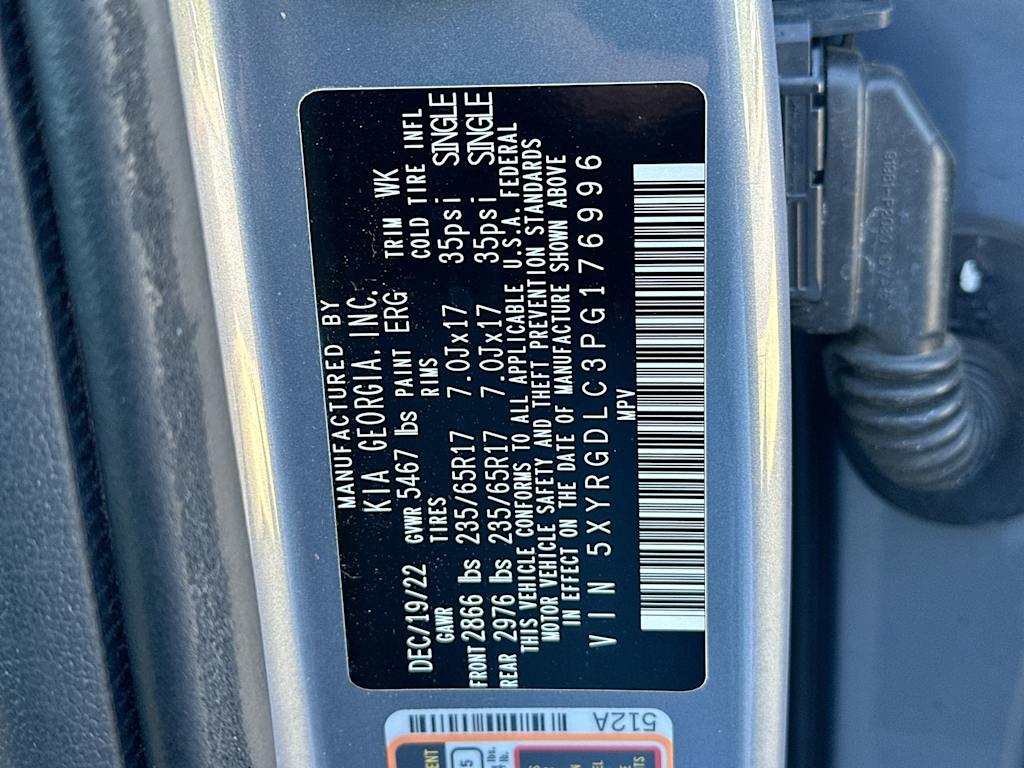 MANUFACTURED BY
KIA GEORGIA. INC.
DEC/19/22 GVWR 5467 lbs PAINT ERG TRIM WK
GAWR TIRES RIMS COLD TIRE INFL
FRONT 2866 lbs 235/65R17 7.0Jx17 35psi SINGLE
REAR 2976 lbs 235/65R17 7.0Jx17 35psi SINGLE
THIS VEHICLE CONFORMS TO ALL APPLICABLE U.S.A. FEDERAL
MOTOR VEHICLE SAFETY AND THEFT PREVENTION STANDARDS
IN EFFECT ON THE DATE OF MANUFACTURE SHOWN ABOVE
VIN 5XYRGDLC3PG176996
MPV
512A